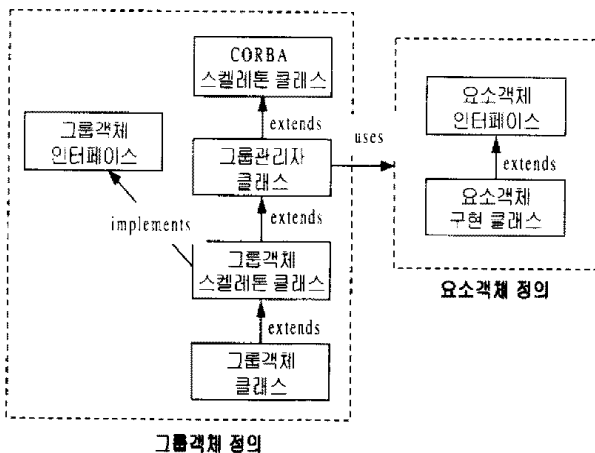 CORBA
스켈레톤 클래스
extends
그룹객체
인터페이스
그룹관리자
클래스
uses
요소객체
인터페이스
extends
요소객체
구현 클래스
implements
extends
그룹객체
스켈레톤 클래스
요소객체 정의
extends
그룹객체
클래스
그룹객체 정의